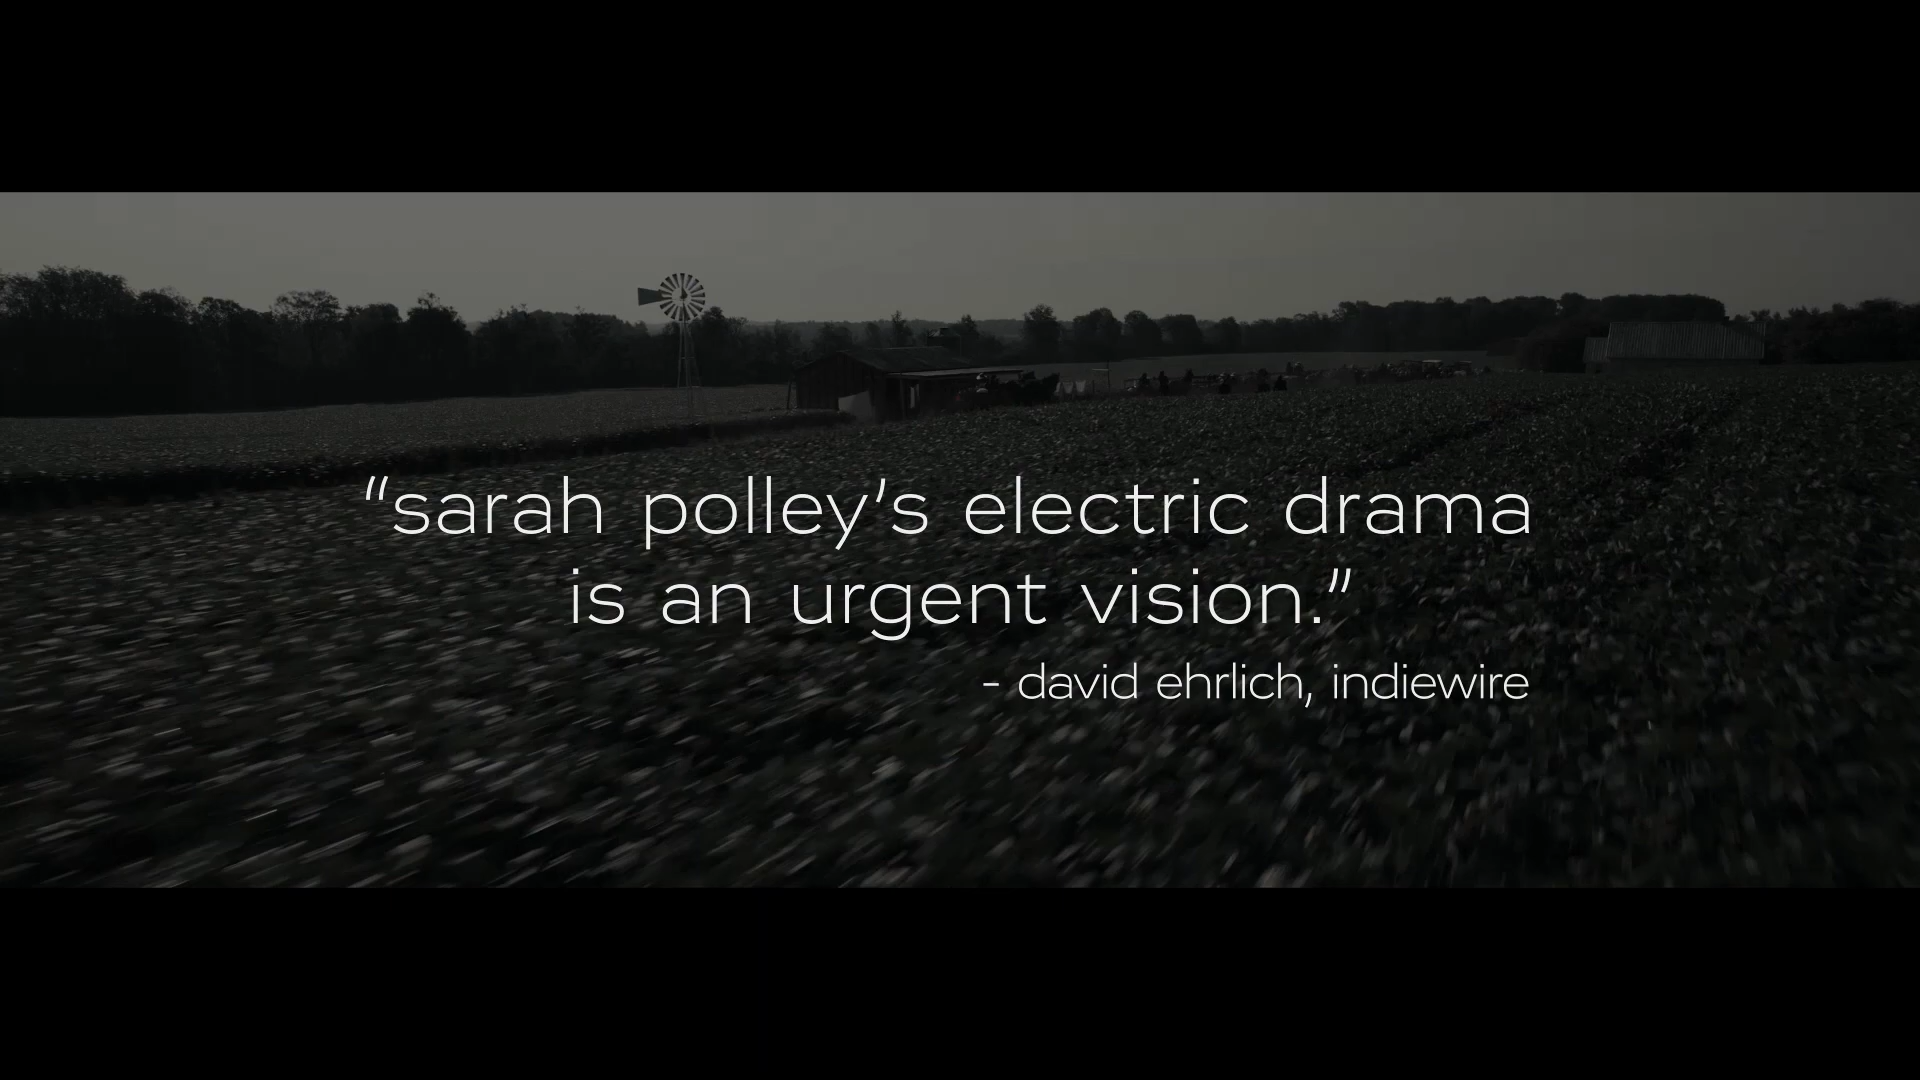 “sarah polley’s electric drama
is an urgent vision.”
- david ehrlich, indiewire